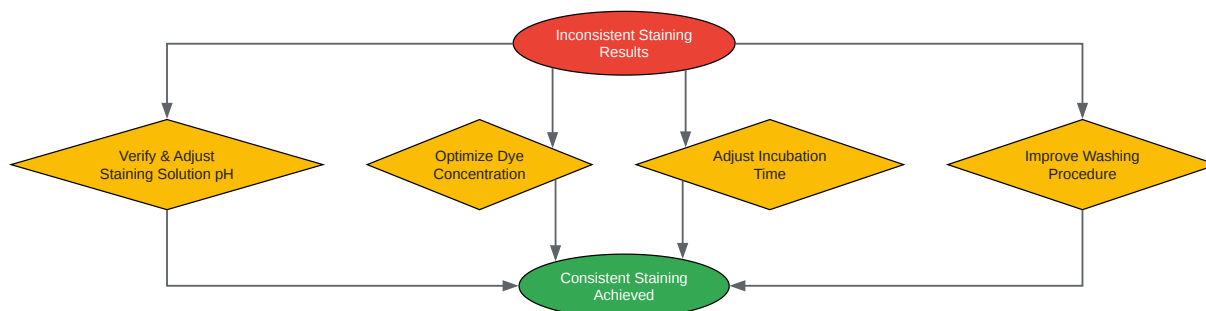 Inconsistent Staining
Results
Verify & Adjust
Staining Solution pH
Optimize Dye
Concentration
Adjust Incubation
Time
Improve Washing
Procedure
Consistent Staining
Achieved